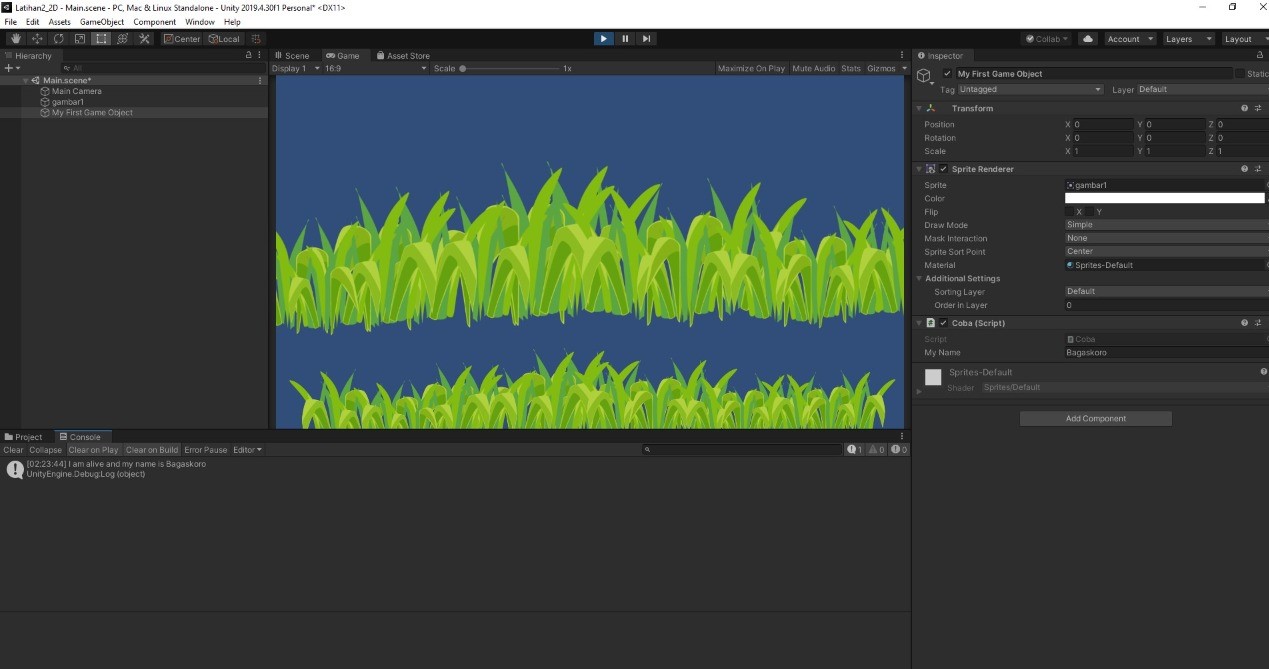 Latihan2_2D - Main.scene - PC, Mac & Linux Standalone - Unity 2019.4.30f1 Personal* <DX11>
File Edit Assets GameObject Component Window Help
Center Local
Collab Account Layers Layout
Hierarchy
All
Main.scene*
Main Camera
gambar1
My First Game Object
Scene Game Asset Store
Display 1 16:9 Scale 1x Maximize On Play Mute Audio Stats Gizmos
Inspector
My First Game Object Static
Tag Untagged Layer Default
Transform
Position X 0 Y 0 Z 0
Rotation X 0 Y 0 Z 0
Scale X 1 Y 1 Z 1
Sprite Renderer
Sprite gambar1
Color
Flip X Y
Draw Mode Simple
Mask Interaction None
Sprite Sort Point Center
Material Sprites-Default
Additional Settings
Sorting Layer Default
Order in Layer 0
Coba (Script)
Script Coba
My Name Bagaskoro
Sprites-Default
Shader Sprites/Default
Add Component
Project Console
Clear Collapse Clear on Play Clear on Build Error Pause Editor 1 0 0
[02:23:44] I am alive and my name is Bagaskoro
UnityEngine.Debug:Log (object)